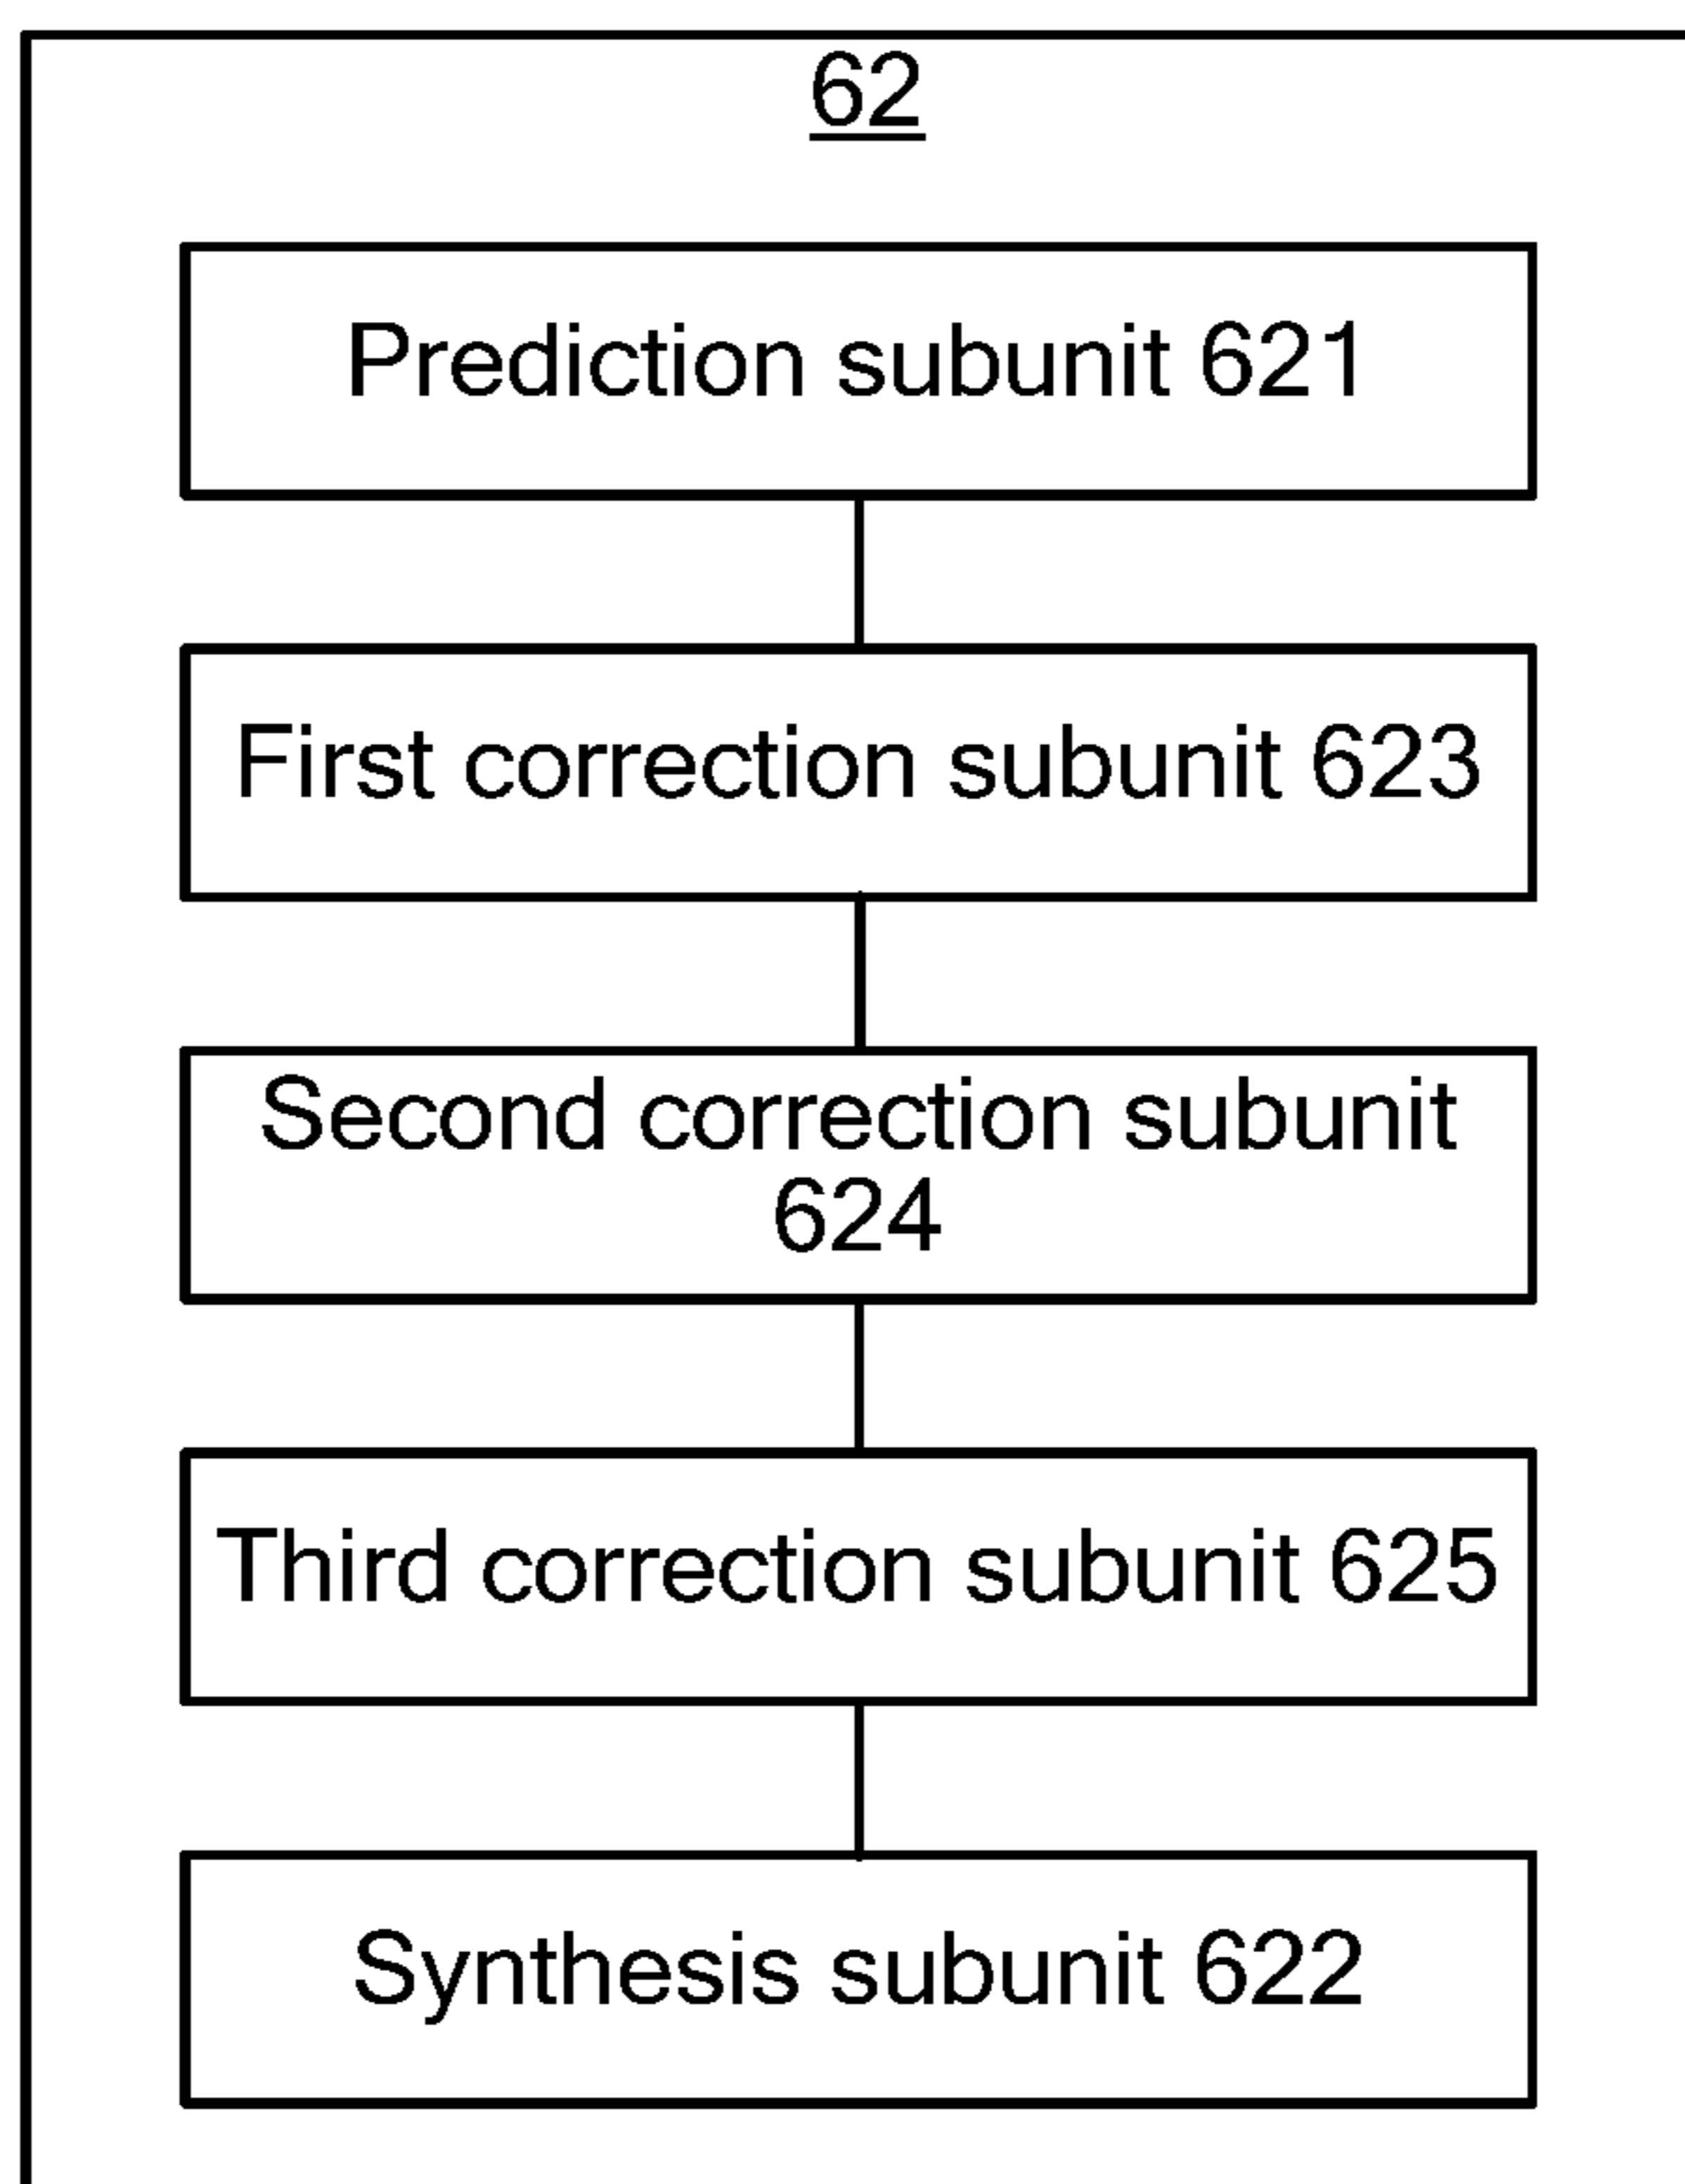 62
Prediction subunit 621
First correction subunit 623
Second correction subunit
624
Third correction subunit 625
Synthesis subunit 622